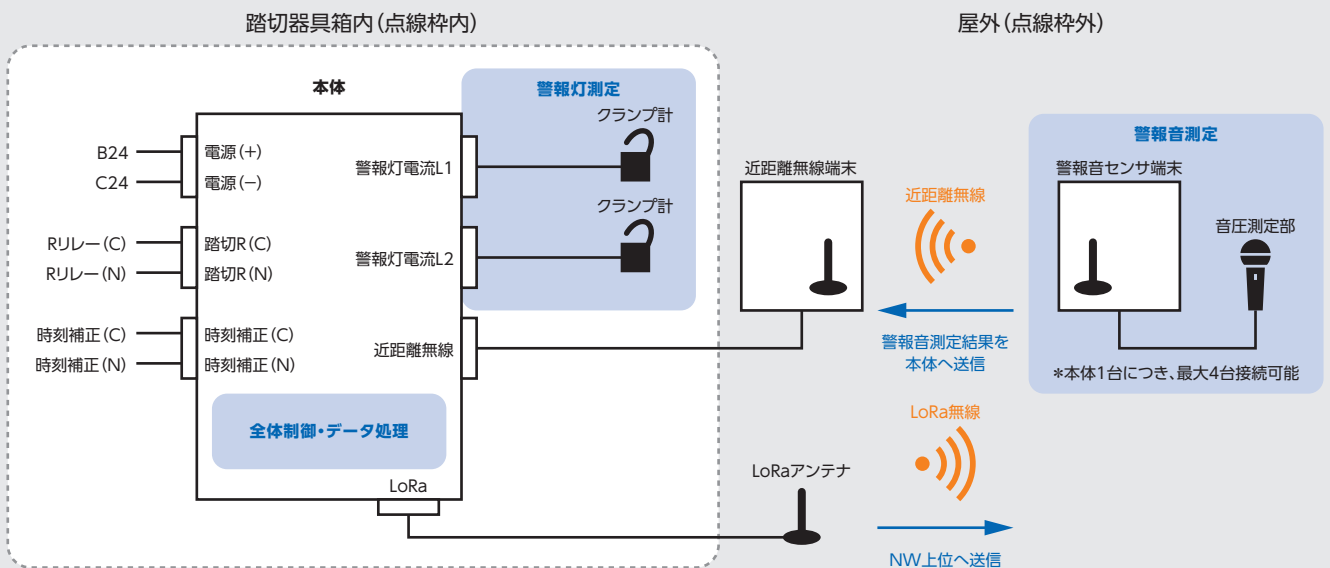 踏切器具箱内(点線枠内)
屋外(点線枠外)
本体
警報灯測定
クランプ計
B24
電源(+)
C24
電源(−)
警報灯電流L1
クランプ計
Rリレー(C)
踏切R(C)
Rリレー(N)
踏切R(N)
警報灯電流L2
時刻補正(C)
時刻補正(C)
時刻補正(N)
時刻補正(N)
近距離無線
全体制御・データ処理
LoRa
近距離無線端末
近距離無線
警報音測定結果を
本体へ送信
警報音測定
警報音センサ端末
音圧測定部
*本体1台につき、最大4台接続可能
LoRaアンテナ
LoRa無線
NW上位へ送信